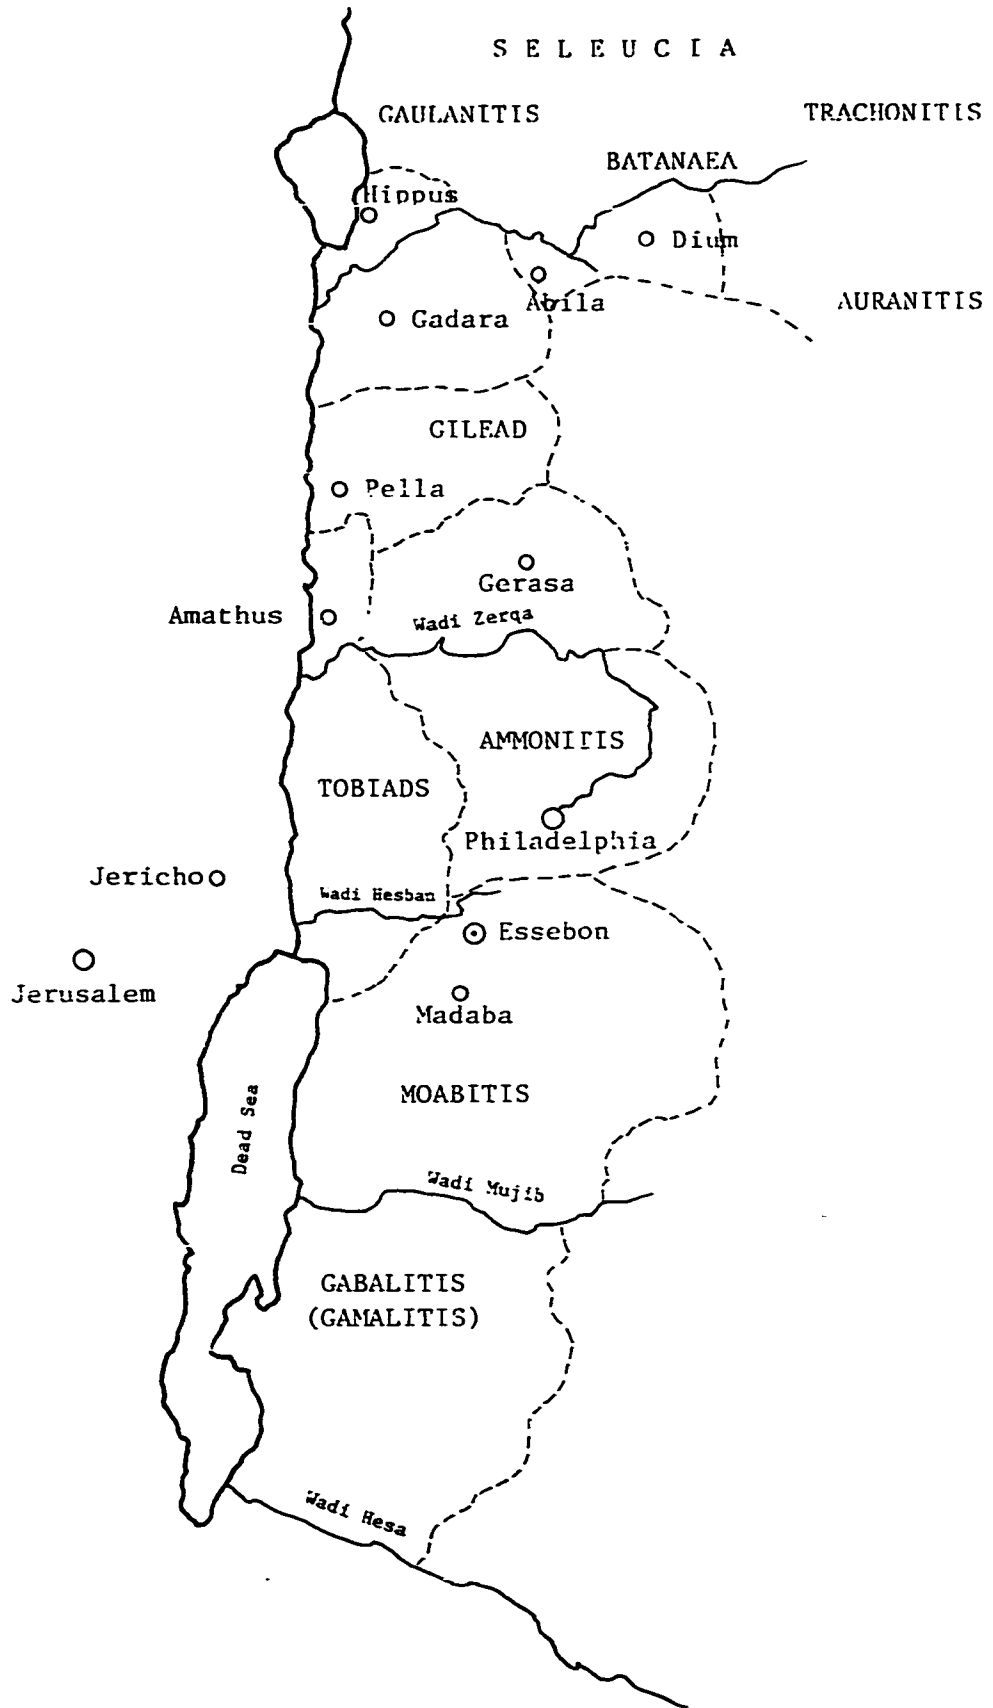 SELEUCIA
GAULANITIS
TRACHONITIS
BATANAEA
Hippus
Dium
Abila
AURANITIS
Gadara
GILEAD
Pella
Gerasa
Amathus
Wadi Zerqa
AMMONITIS
TOBIADS
Philadelphia
Jericho
Wadi Hesban
Essebon
Jerusalem
Madaba
MOABITIS
Dead Sea
Wadi Mujib
GABALITIS
(GAMALITIS)
Wadi Hesa